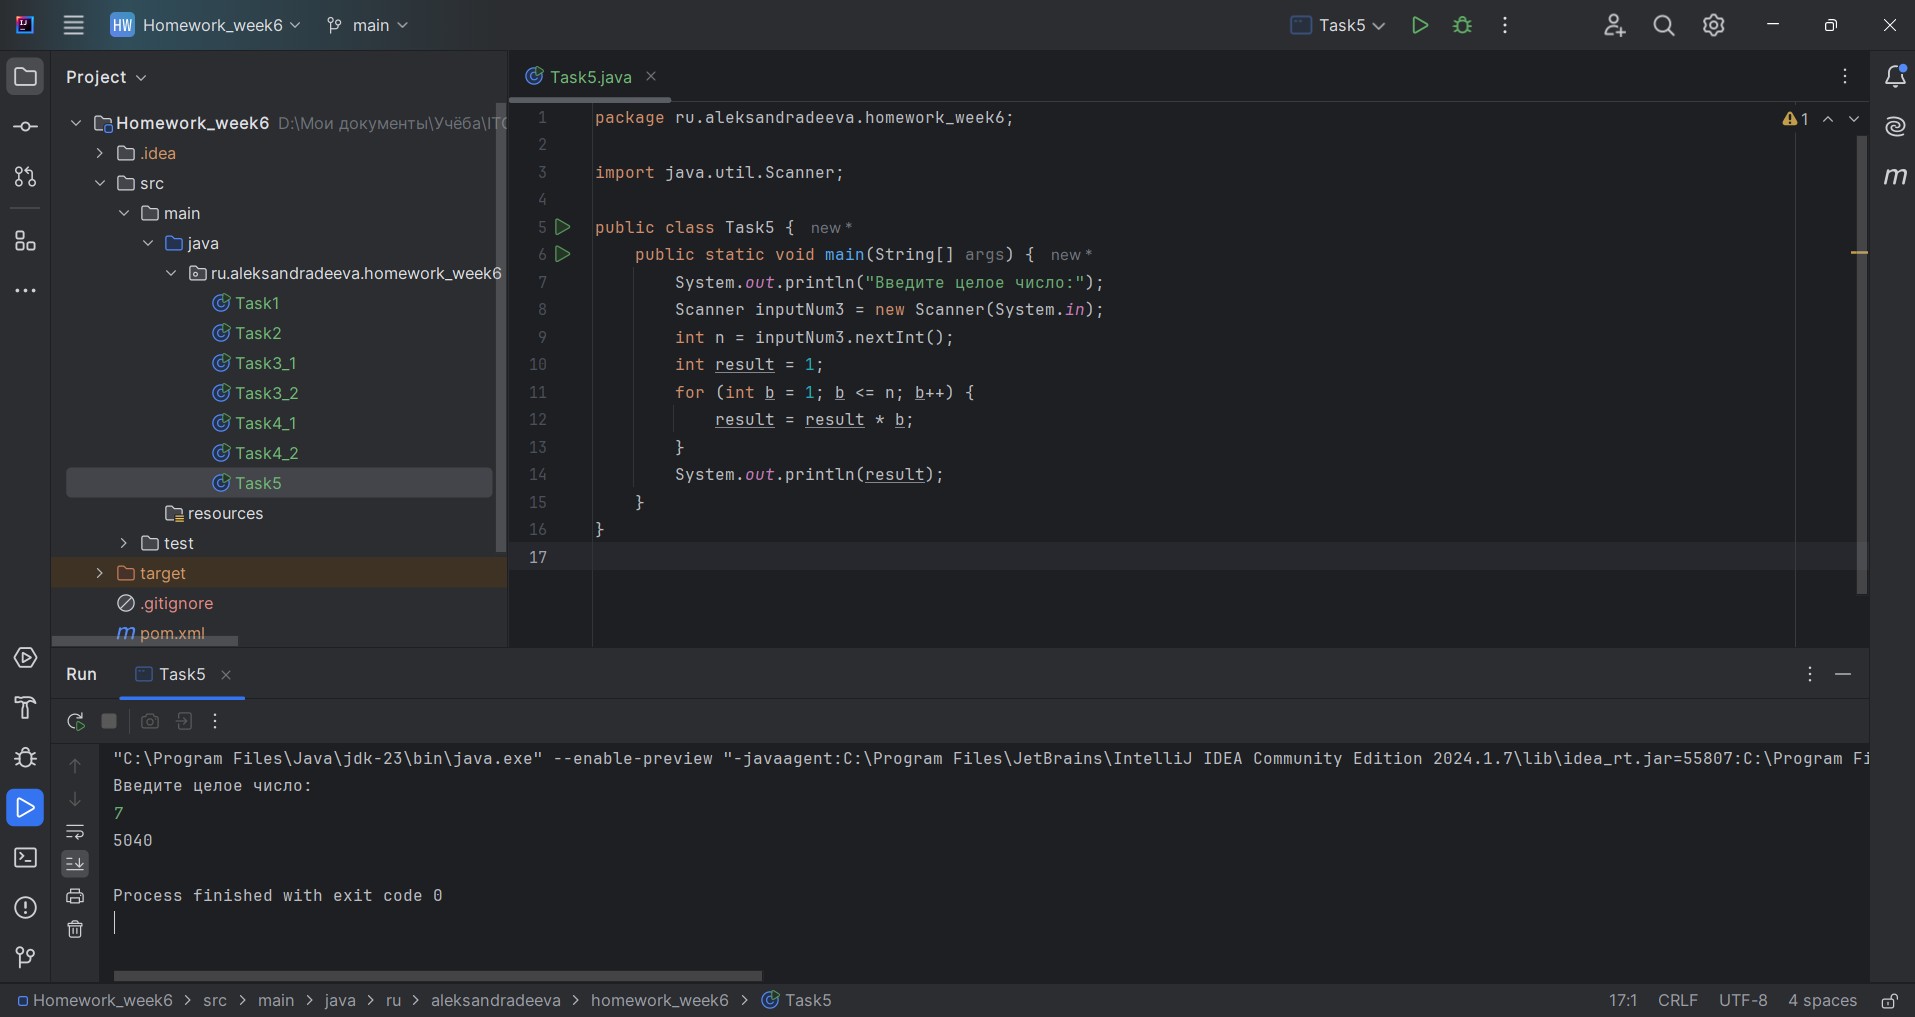 HW Homework_week6 main Task5
Project
Homework_week6 D:\Мои документы\Учёба\ITC
.idea
src
main
java
ru.aleksandradeeva.homework_week6
Task1
Task2
Task3_1
Task3_2
Task4_1
Task4_2
Task5
resources
test
target
.gitignore
m pom.xml
Task5.java
1 package ru.aleksandradeeva.homework_week6;
2
3 import java.util.Scanner;
4
5 public class Task5 { new *
6 public static void main(String[] args) { new *
7 System.out.println("Введите целое число:");
8 Scanner inputNum3 = new Scanner(System.in);
9 int n = inputNum3.nextInt();
10 int result = 1;
11 for (int b = 1; b <= n; b++) {
12 result = result * b;
13 }
14 System.out.println(result);
15 }
16 }
17
1
m
Run Task5
"C:\Program Files\Java\jdk-23\bin\java.exe" --enable-preview "-javaagent:C:\Program Files\JetBrains\IntelliJ IDEA Community Edition 2024.1.7\lib\idea_rt.jar=55807:C:\Program Fi
Введите целое число:
7
5040
Process finished with exit code 0
Homework_week6 > src > main > java > ru > aleksandradeeva > homework_week6 > Task5 17:1 CRLF UTF-8 4 spaces